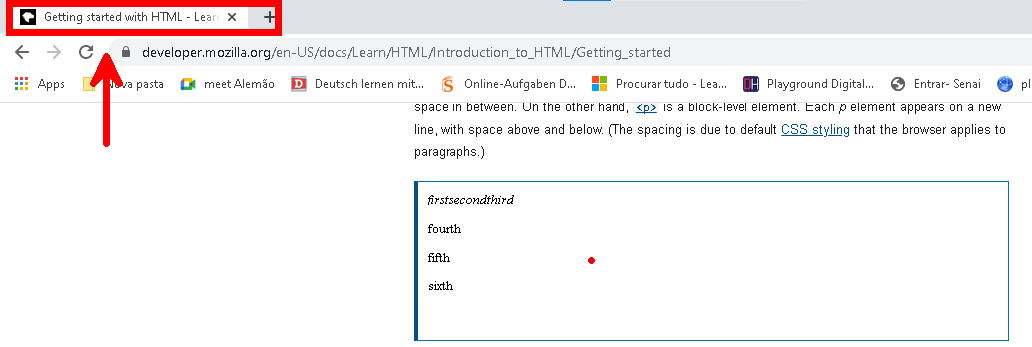 Getting started with HTML - Lear
developer.mozilla.org/en-US/docs/Learn/HTML/Introduction_to_HTML/Getting_started
Apps Nova pasta meet Alemão Deutsch lernen mit... Online-Aufgaben D... Procurar tudo - Lea... Playground Digital... Entrar- Senai pl
space in between. On the other hand, <p> is a block-level element. Each p element appears on a new
line, with space above and below. (The spacing is due to default CSS styling that the browser applies to
paragraphs.)
firstsecondthird
fourth
fifth
sixth